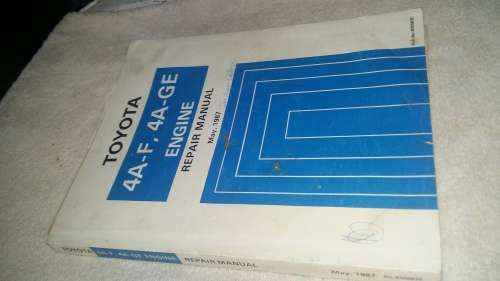 TOYOTA
4A-F, 4A-GE
ENGINE
REPAIR MANUAL
May, 1987
TOYOTA 4A-F, 4A-GE ENGINE REPAIR MANUAL May, 1987